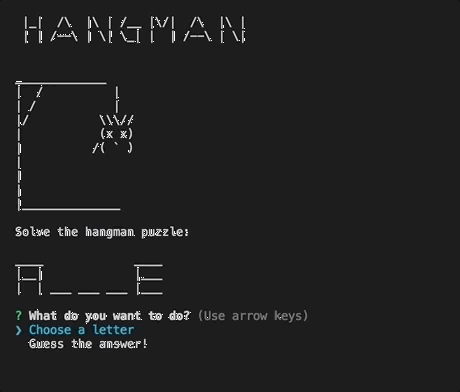 HANGMAN
(x x)
Solve the hangman puzzle:
A _ _ _ E
? What do you want to do? (Use arrow keys)
❯ Choose a letter
Guess the answer!